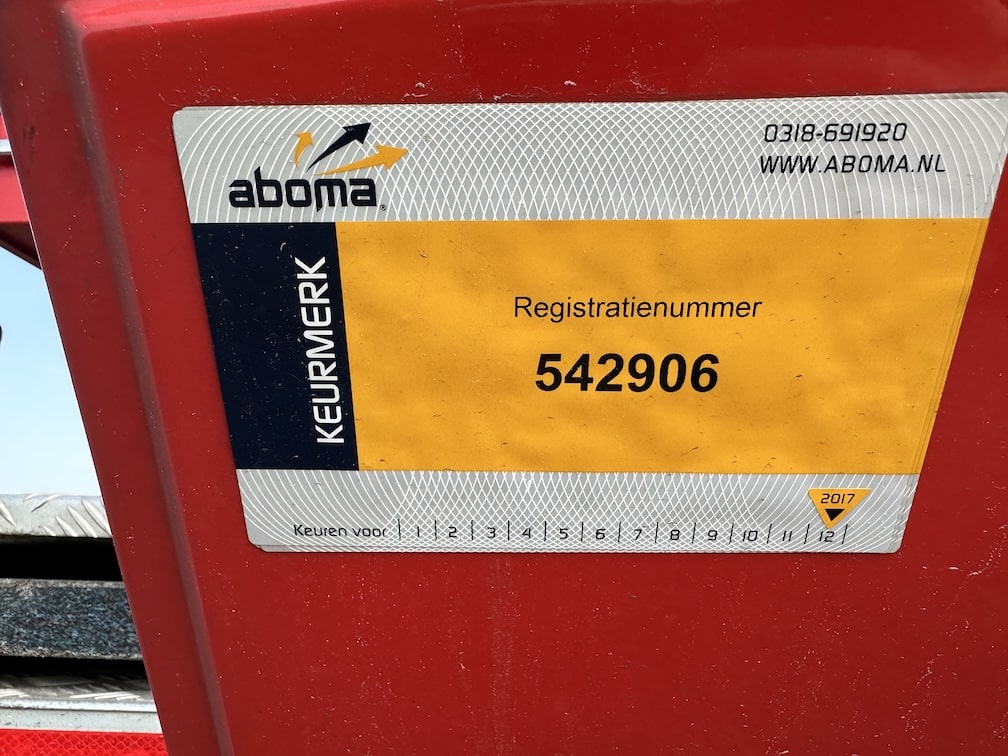 aboma®
0318-691920
WWW.ABOMA.NL
KEURMERK
Registratienummer
542906
2017
Keuren voor | 1 | 2 | 3 | 4 | 5 | 6 | 7 | 8 | 9 | 10 | 11 | 12 |